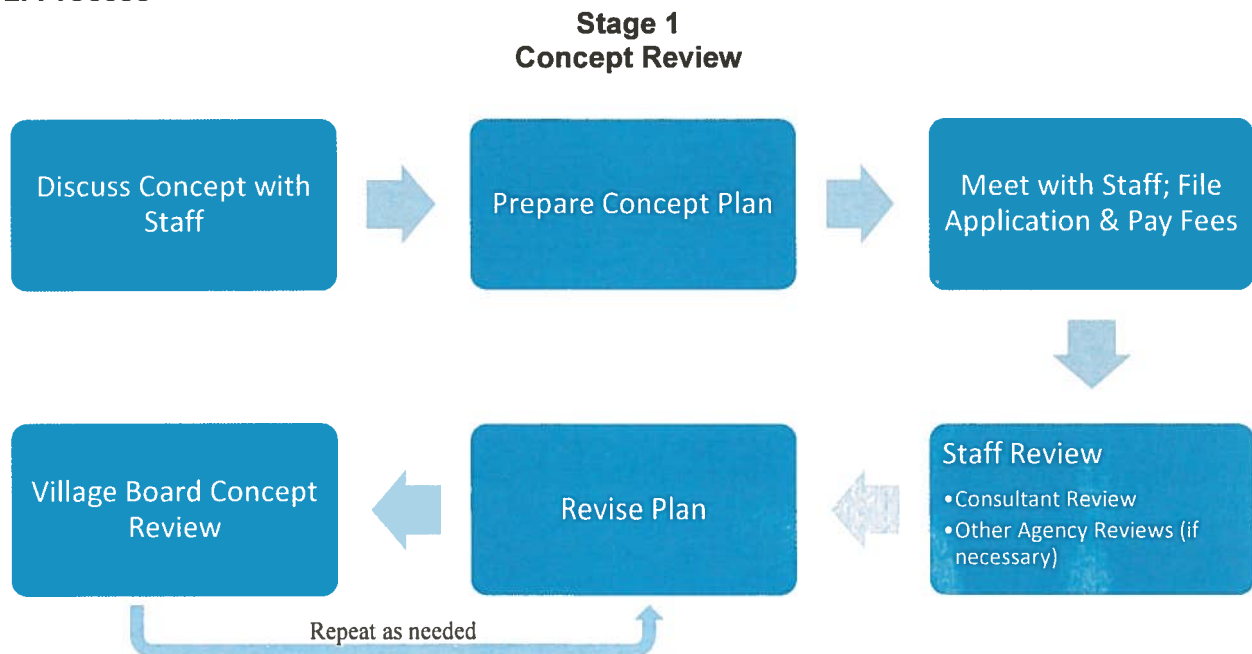 Stage 1
Concept Review
Discuss Concept with
Staff
Prepare Concept Plan
Meet with Staff; File
Application & Pay Fees
Staff Review
•Consultant Review
•Other Agency Reviews (if
necessary)
Revise Plan
Village Board Concept
Review
Repeat as needed